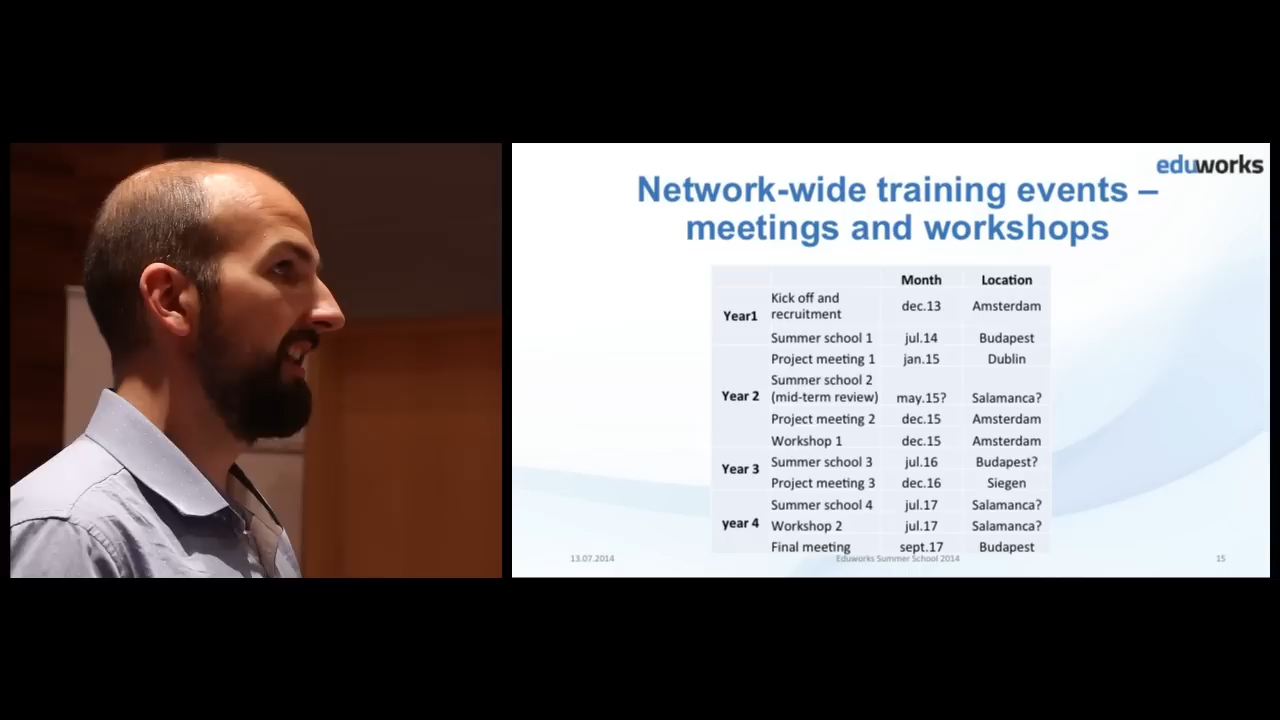 eduworks
Network-wide training events –
meetings and workshops
Month Location
Year1
Kick off and
recruitment
dec.13 Amsterdam
Summer school 1 jul.14 Budapest
Project meeting 1 jan.15 Dublin
Year 2
Summer school 2
(mid-term review) may.15? Salamanca?
Project meeting 2 dec.15 Amsterdam
Workshop 1 dec.15 Amsterdam
Year 3
Summer school 3 jul.16 Budapest?
Project meeting 3 dec.16 Siegen
Summer school 4 jul.17 Salamanca?
year 4
Workshop 2 jul.17 Salamanca?
Final meeting sept.17 Budapest
13.07.2014 Eduworks Summer School 2014 15